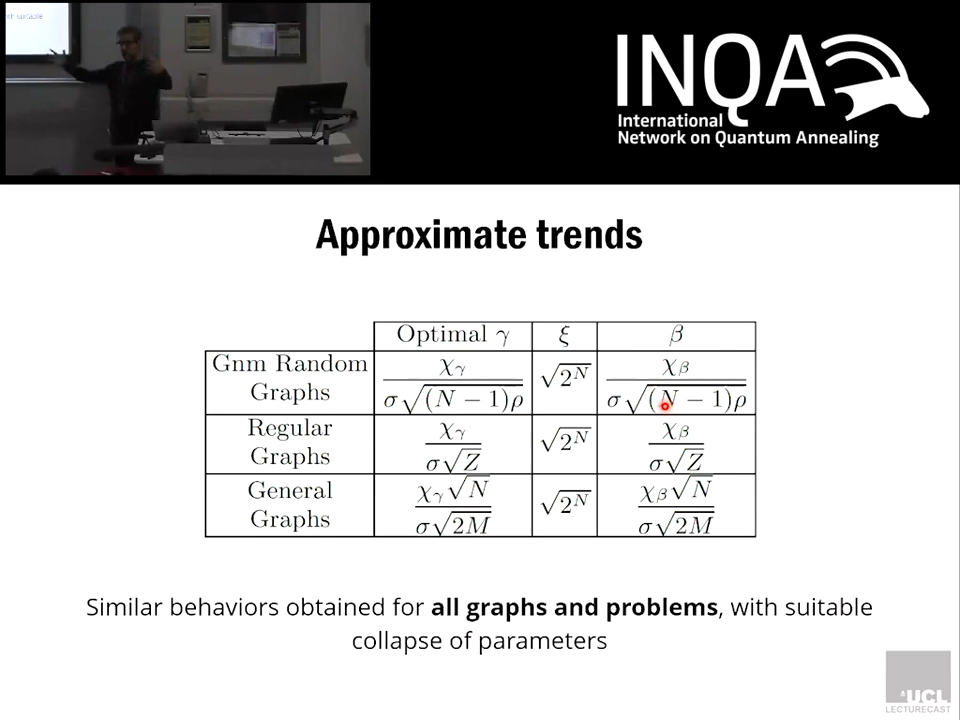 th suitable
INQA
International
Network on Quantum Annealing
Approximate trends
Optimal γ ξ β
Gnm Random Graphs χ_γ / σ√((N − 1)ρ) √(2^N) χ_β / σ√((N − 1)ρ)
Regular Graphs χ_γ / σ√Z √(2^N) χ_β / σ√Z
General Graphs χ_γ√N / σ√(2M) √(2^N) χ_β√N / σ√(2M)
Similar behaviors obtained for all graphs and problems, with suitable
collapse of parameters
UCL
LECTURECAST